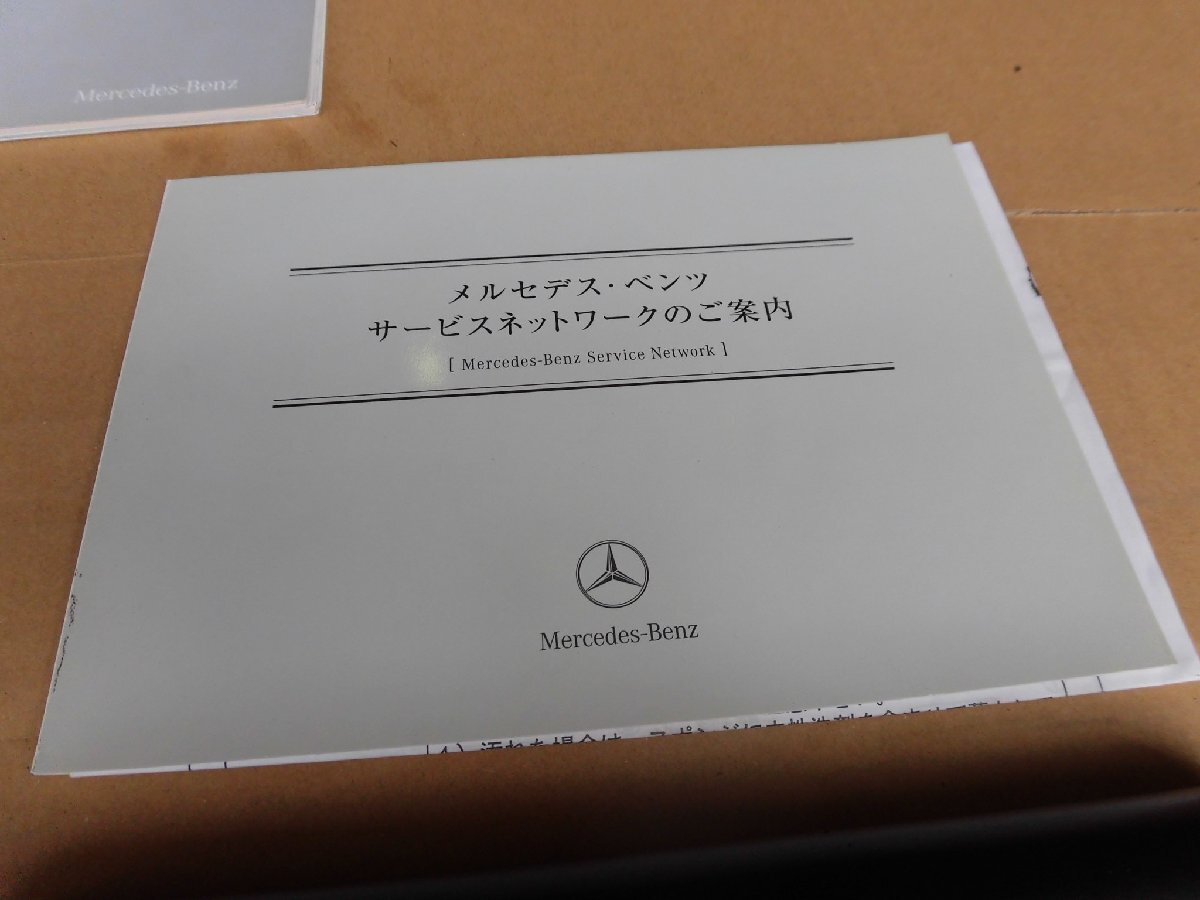 Mercedes-Benz
メルセデス・ベンツ
サービスネットワークのご案内
[ Mercedes-Benz Service Network ]
Mercedes-Benz